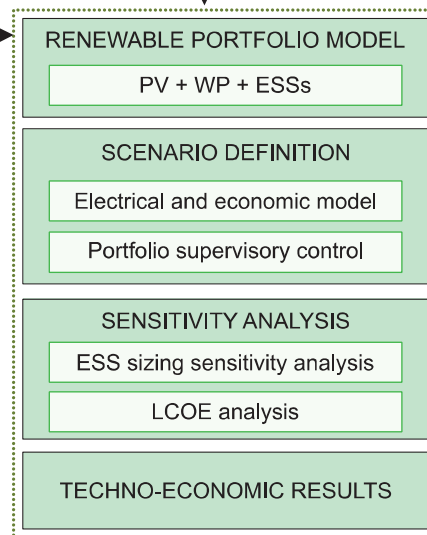 RENEWABLE PORTFOLIO MODEL
PV + WP + ESSs
SCENARIO DEFINITION
Electrical and economic model
Portfolio supervisory control
SENSITIVITY ANALYSIS
ESS sizing sensitivity analysis
LCOE analysis
TECHNO-ECONOMIC RESULTS